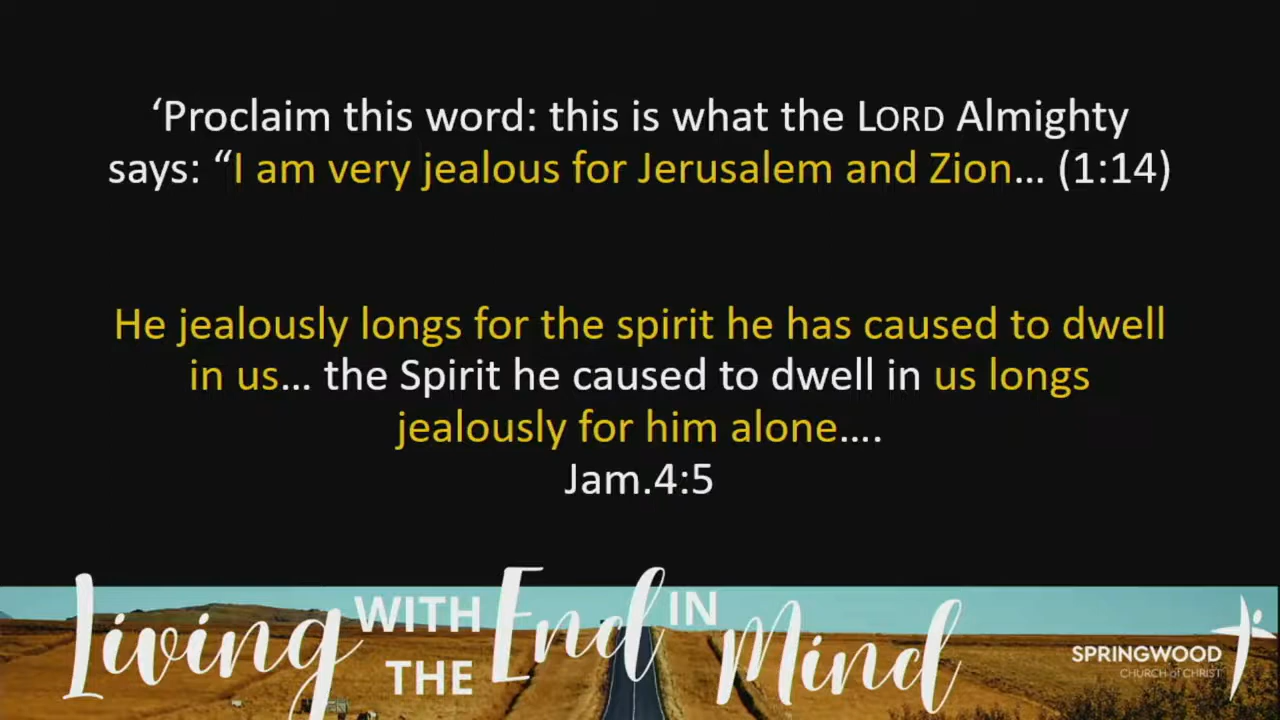 ‘Proclaim this word: this is what the LORD Almighty
says: “I am very jealous for Jerusalem and Zion... (1:14)
He jealously longs for the spirit he has caused to dwell
in us... the Spirit he caused to dwell in us longs
jealously for him alone....
Jam.4:5
Living WITH THE End IN Mind
SPRINGWOOD
CHURCH of CHRIST